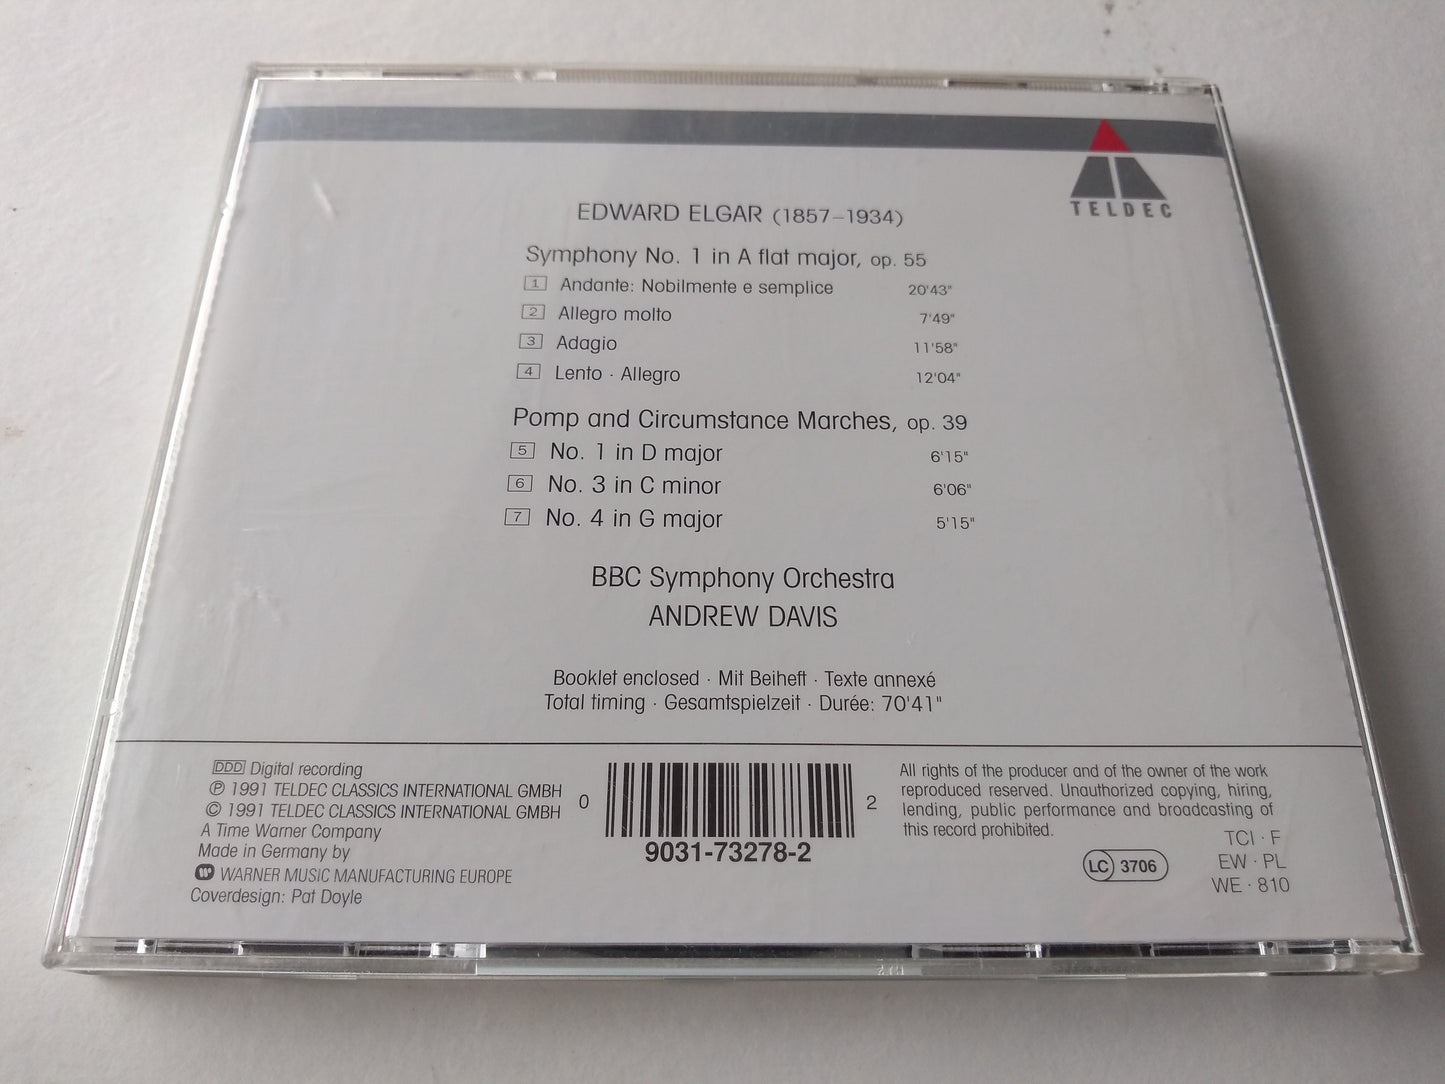 TELDEC
EDWARD ELGAR (1857–1934)
Symphony No. 1 in A flat major, op. 55
1 Andante: Nobilmente e semplice 20'43"
2 Allegro molto 7'49"
3 Adagio 11'58"
4 Lento · Allegro 12'04"
Pomp and Circumstance Marches, op. 39
5 No. 1 in D major 6'15"
6 No. 3 in C minor 6'06"
7 No. 4 in G major 5'15"
BBC Symphony Orchestra
ANDREW DAVIS
Booklet enclosed · Mit Beiheft · Texte annexé
Total timing · Gesamtspielzeit · Durée: 70'41"
DDD Digital recording
℗ 1991 TELDEC CLASSICS INTERNATIONAL GMBH
© 1991 TELDEC CLASSICS INTERNATIONAL GMBH
A Time Warner Company
Made in Germany by
WARNER MUSIC MANUFACTURING EUROPE
Coverdesign: Pat Doyle
0 2
9031-73278-2
All rights of the producer and of the owner of the work
reproduced reserved. Unauthorized copying, hiring,
lending, public performance and broadcasting of
this record prohibited.
LC 3706
TCI · F
EW · PL
WE · 810